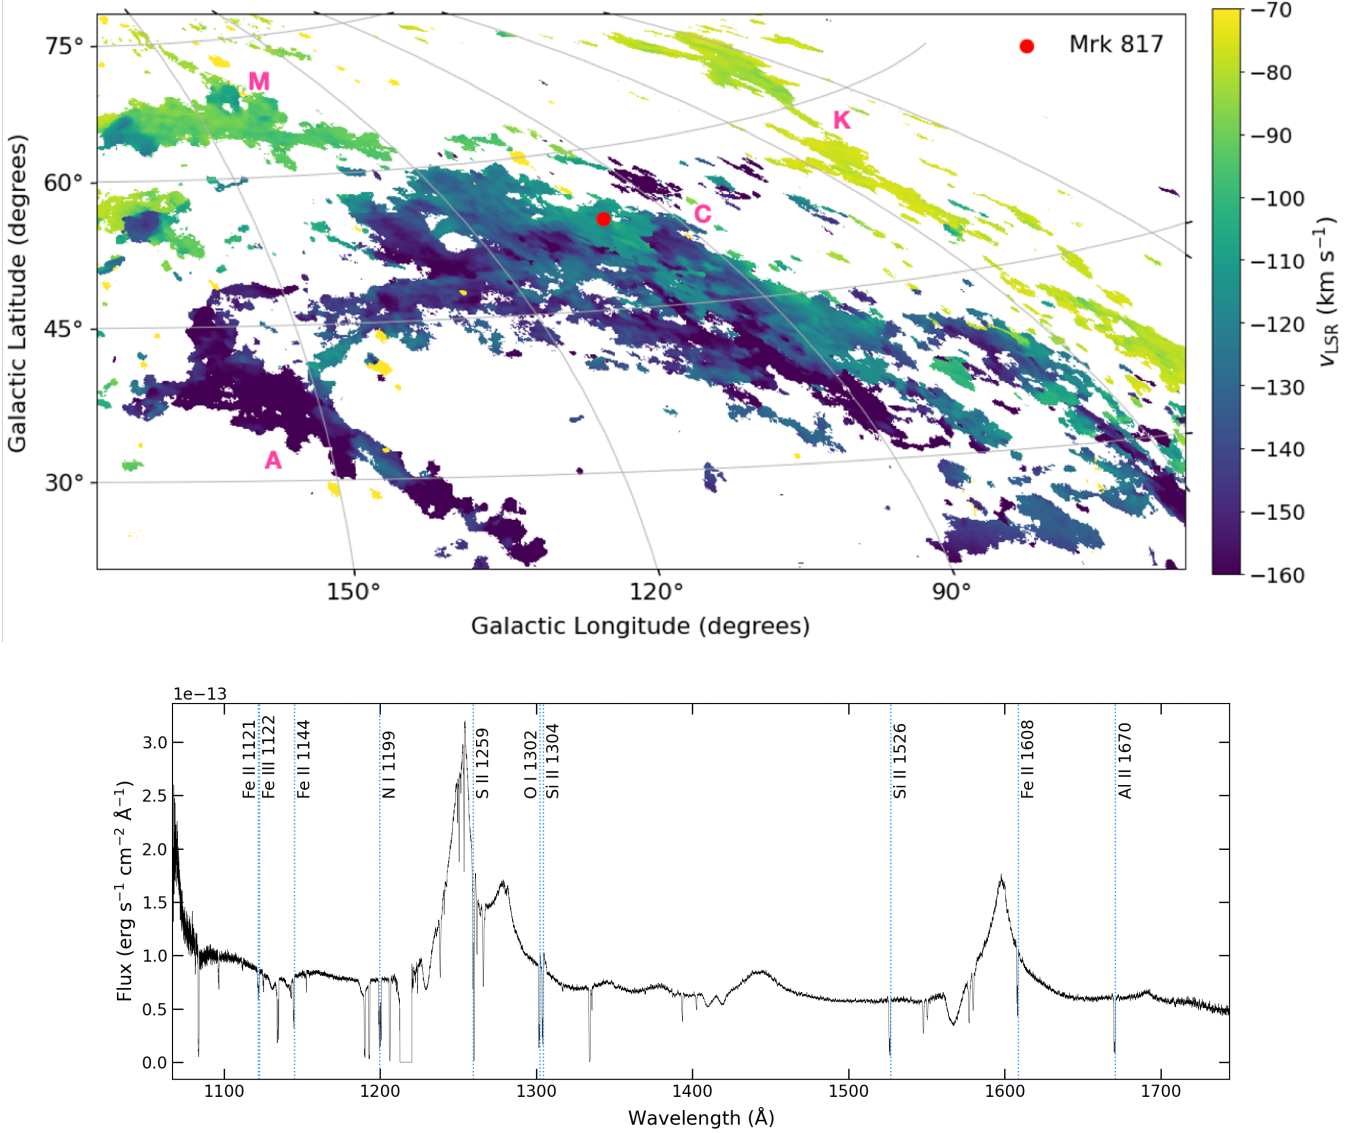 Mrk 817
M
K
C
A
75°
60°
45°
30°
Galactic Latitude (degrees)
150°
120°
90°
Galactic Longitude (degrees)
−70
−80
−90
−100
−110
−120
−130
−140
−150
−160
vLSR (km s⁻¹)
1e−13
Fe II 1121
Fe III 1122
Fe II 1144
N I 1199
S II 1259
O I 1302
Si II 1304
Si II 1526
Fe II 1608
Al II 1670
3.0
2.5
2.0
1.5
1.0
0.5
0.0
Flux (erg s⁻¹ cm⁻² Å⁻¹)
1100
1200
1300
1400
1500
1600
1700
Wavelength (Å)